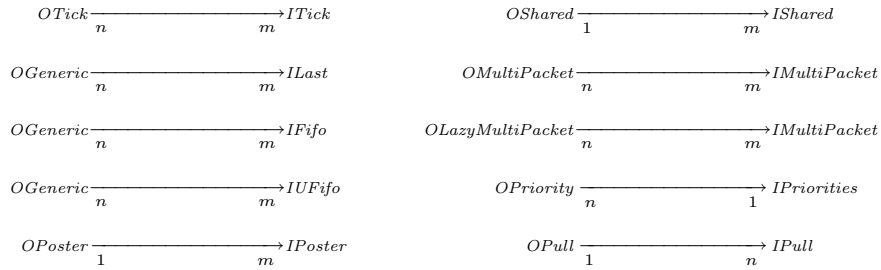 OTick n m ITick
OGeneric n m ILast
OGeneric n m IFifo
OGeneric n m IUFifo
OPoster 1 m IPoster
OShared 1 m IShared
OMultiPacket n m IMultiPacket
OLazyMultiPacket n m IMultiPacket
OPriority n 1 IPriorities
OPull 1 n IPull